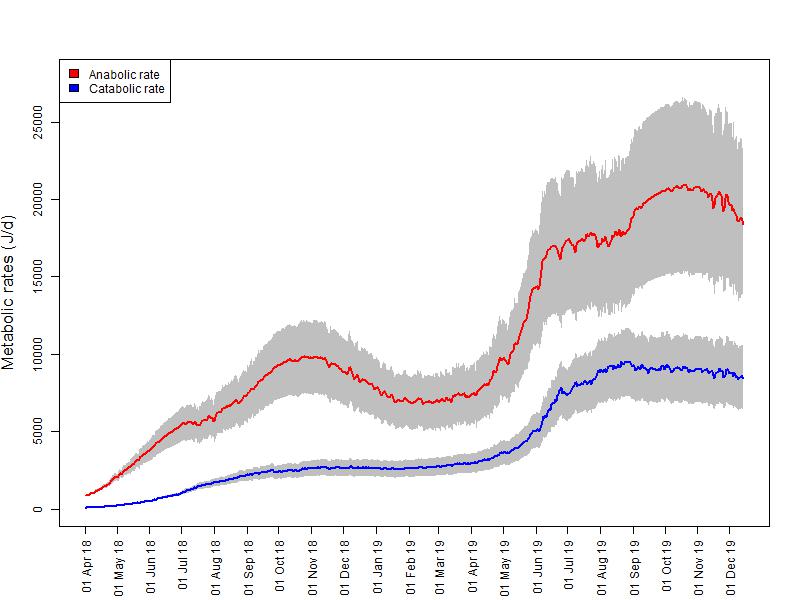 Anabolic rate
Catabolic rate
Metabolic rates (J/d)
25000
20000
15000
10000
5000
0
01 Apr 18
01 May 18
01 Jun 18
01 Jul 18
01 Aug 18
01 Sep 18
01 Oct 18
01 Nov 18
01 Dec 18
01 Jan 19
01 Feb 19
01 Mar 19
01 Apr 19
01 May 19
01 Jun 19
01 Jul 19
01 Aug 19
01 Sep 19
01 Oct 19
01 Nov 19
01 Dec 19